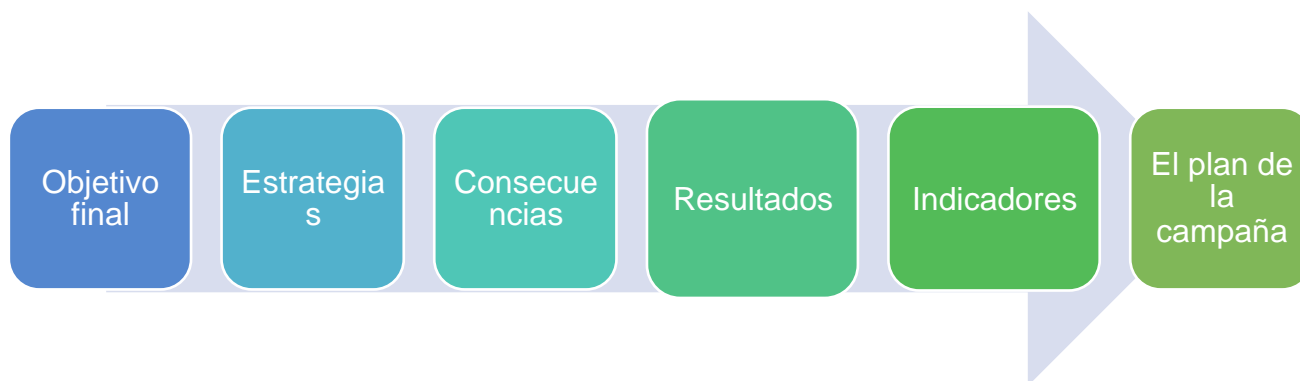 Objetivo
final
Estrategia
s
Consecue
ncias
Resultados
Indicadores
El plan de
la
campaña